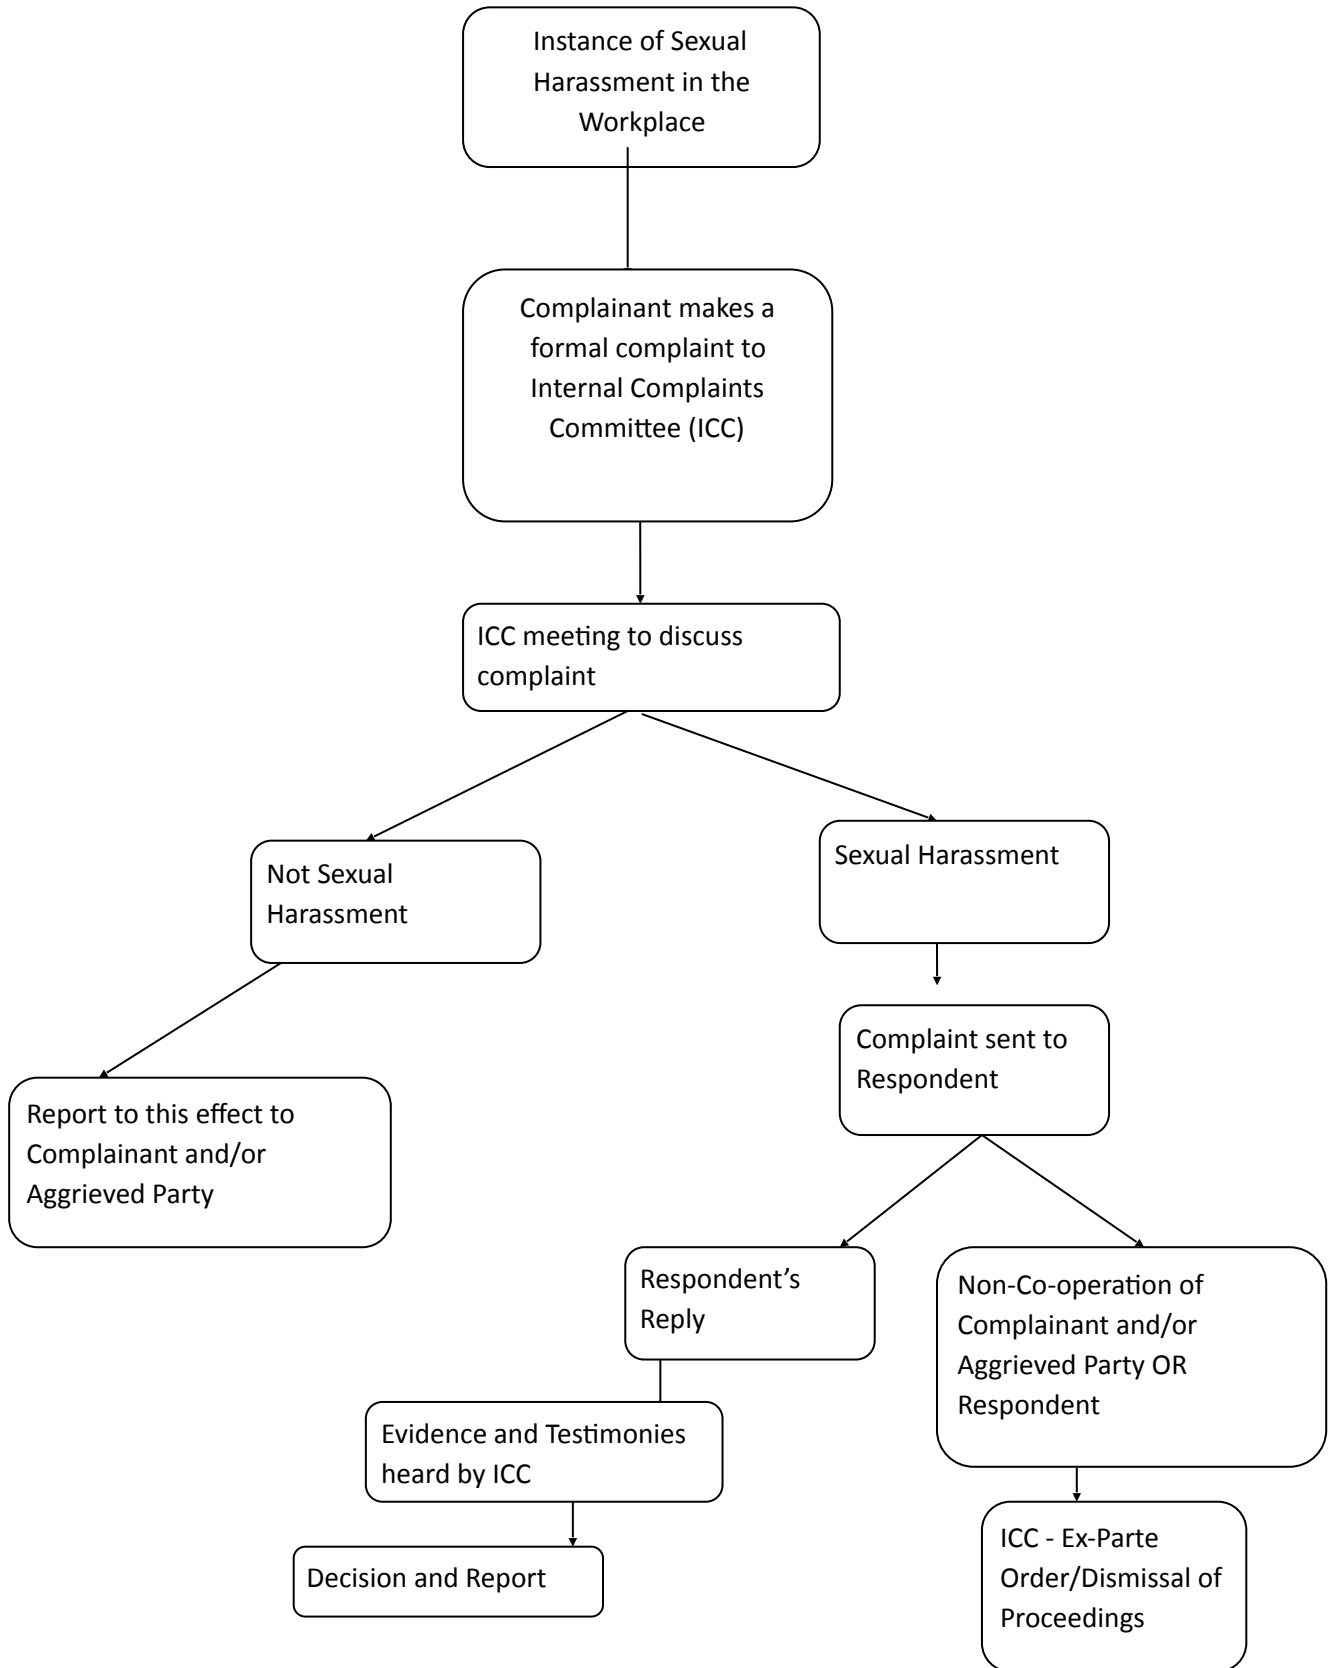 Instance of Sexual
Harassment in the
Workplace
Complainant makes a
formal complaint to
Internal Complaints
Committee (ICC)
ICC meeting to discuss
complaint
Not Sexual
Harassment
Sexual Harassment
Report to this effect to
Complainant and/or
Aggrieved Party
Complaint sent to
Respondent
Respondent’s
Reply
Non-Co-operation of
Complainant and/or
Aggrieved Party OR
Respondent
Evidence and Testimonies
heard by ICC
Decision and Report
ICC - Ex-Parte
Order/Dismissal of
Proceedings